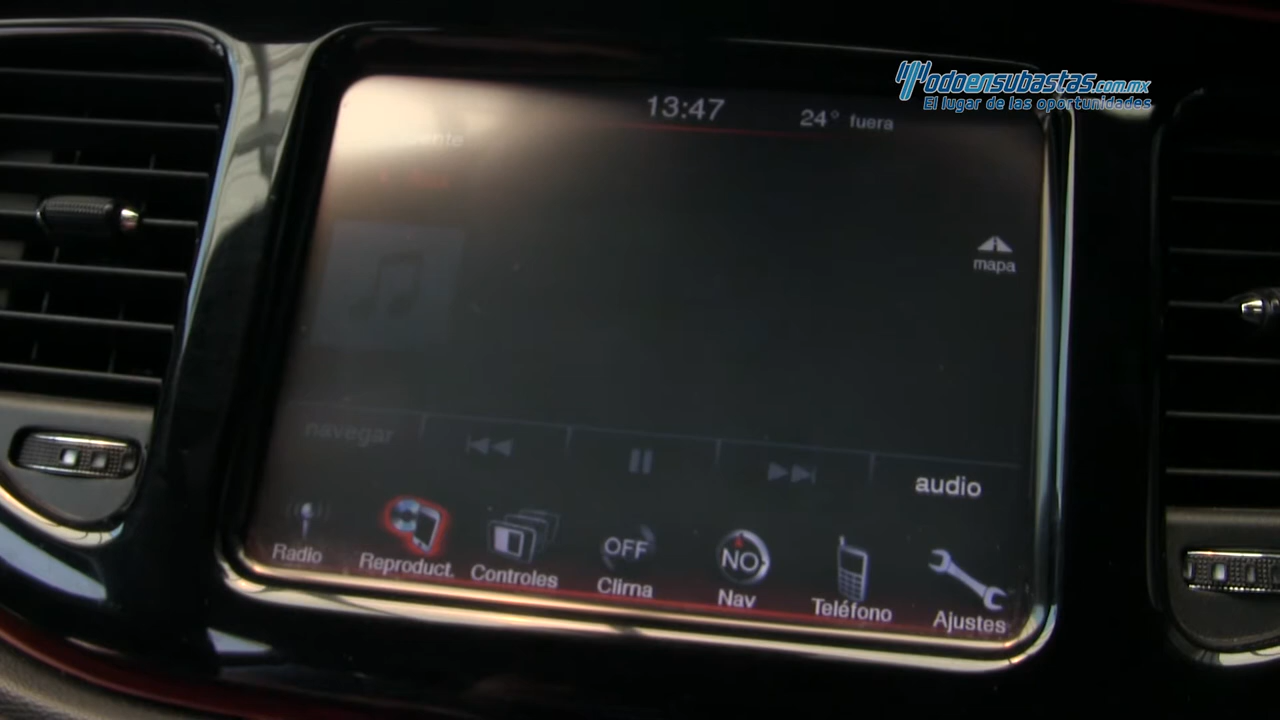 Todoensubastas.com.mx
El lugar de las oportunidades
13:47
24° fuera
mapa
navegar
audio
OFF
NO
Radio
Reproduct.
Controles
Clima
Nav
Teléfono
Ajustes